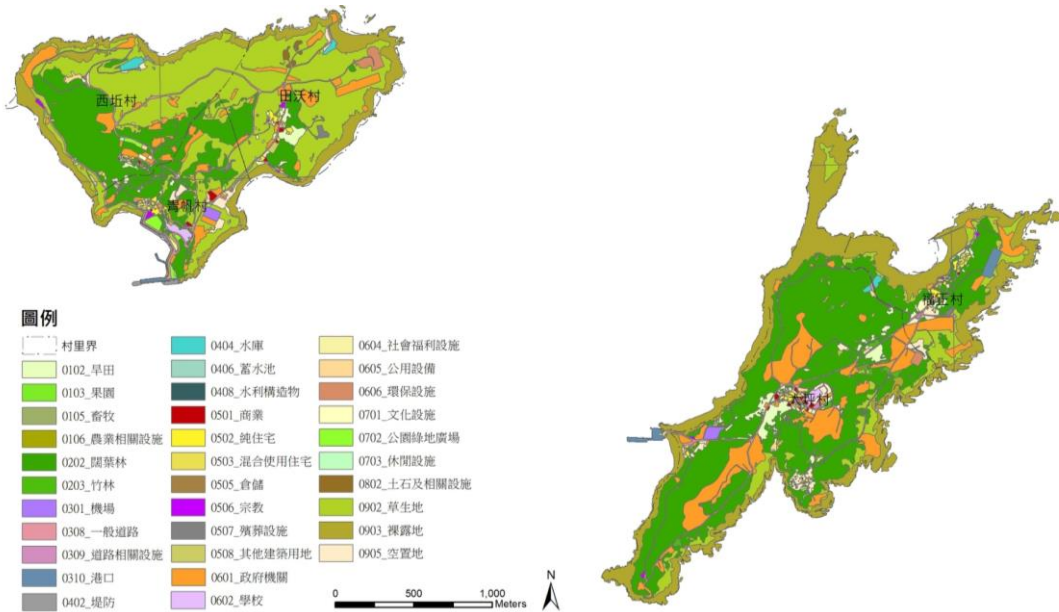 西坵村
田沃村
青帆村
福正村
大坪村
圖例
村里界
0102_旱田
0103_果園
0105_畜牧
0106_農業相關設施
0202_闊葉林
0203_竹林
0301_機場
0308_一般道路
0309_道路相關設施
0310_港口
0402_堤防
0404_水庫
0406_蓄水池
0408_水利構造物
0501_商業
0502_純住宅
0503_混合使用住宅
0505_倉儲
0506_宗教
0507_殯葬設施
0508_其他建築用地
0601_政府機關
0602_學校
0604_社會福利設施
0605_公用設備
0606_環保設施
0701_文化設施
0702_公園綠地廣場
0703_休閒設施
0802_土石及相關設施
0902_草生地
0903_裸露地
0905_空置地
0 500 1,000
Meters
N